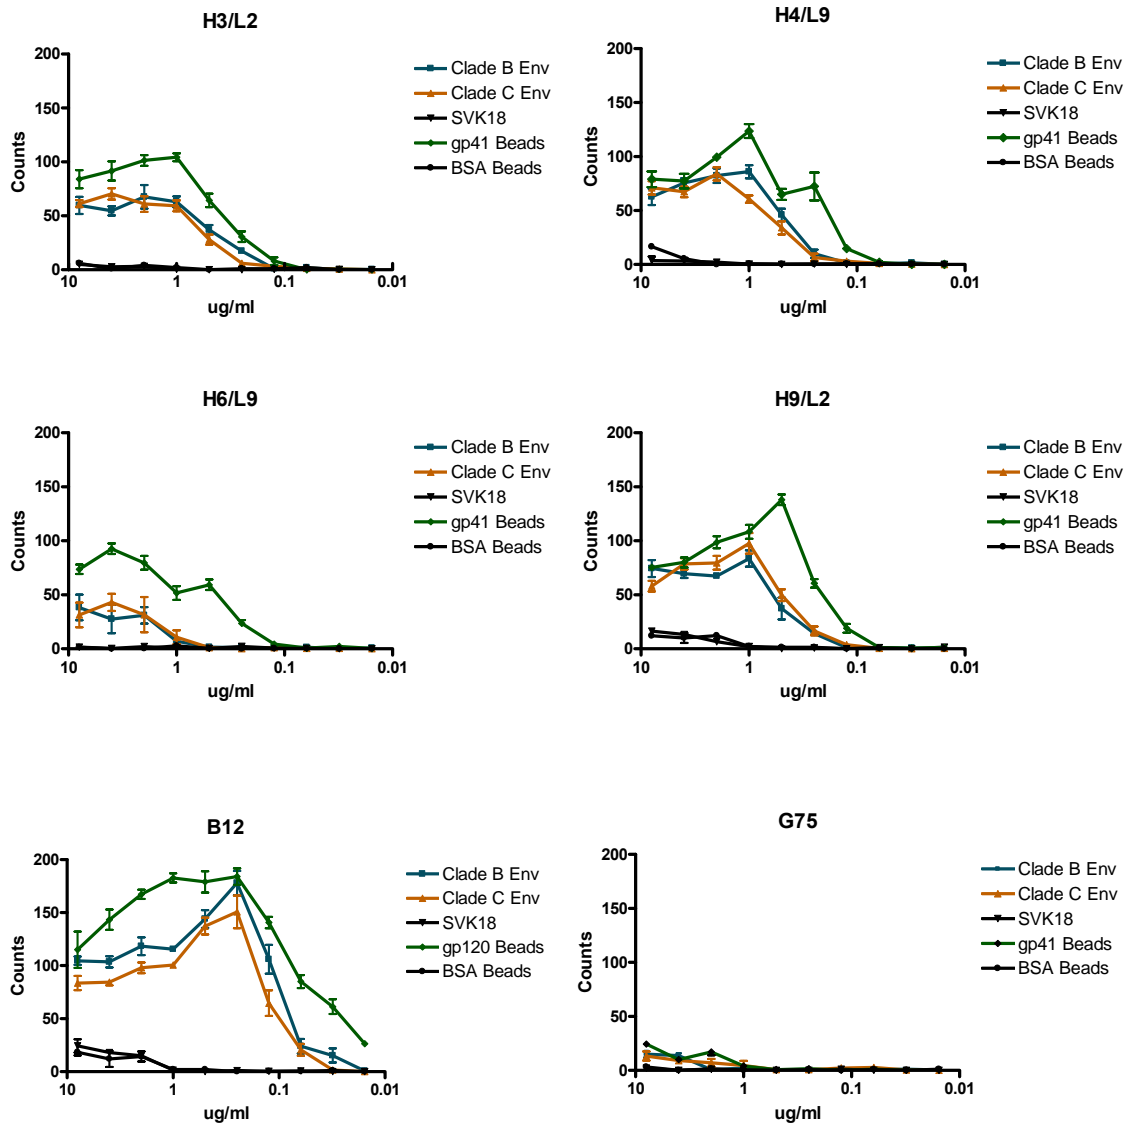 H3/L2
200
150
100
50
0
10
1
0.1
0.01
Counts
ug/ml
Clade B Env
Clade C Env
SVK18
gp41 Beads
BSA Beads
H4/L9
200
150
100
50
0
10
1
0.1
0.01
Counts
ug/ml
Clade B Env
Clade C Env
SVK18
gp41 Beads
BSA Beads
H6/L9
200
150
100
50
0
10
1
0.1
0.01
Counts
ug/ml
Clade B Env
Clade C Env
SVK18
gp41 Beads
BSA Beads
H9/L2
200
150
100
50
0
10
1
0.1
0.01
Counts
ug/ml
Clade B Env
Clade C Env
SVK18
gp41 Beads
BSA Beads
B12
200
150
100
50
0
10
1
0.1
0.01
Counts
ug/ml
Clade B Env
Clade C Env
SVK18
gp120 Beads
BSA Beads
G75
200
150
100
50
0
10
1
0.1
0.01
Counts
ug/ml
Clade B Env
Clade C Env
SVK18
gp41 Beads
BSA Beads